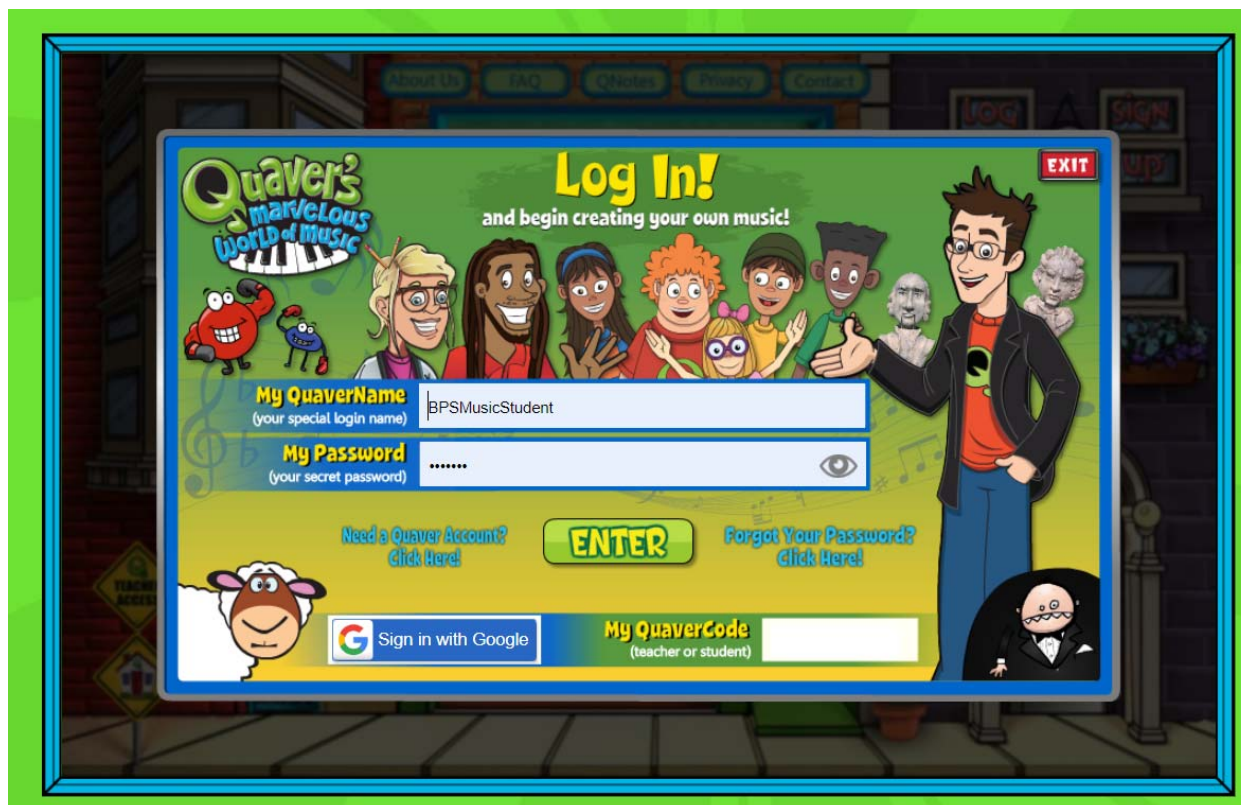 About Us
FAQ
QNotes
Privacy
Contact
LOG
A
SIGN
UP
Quaver's
marvelous
World of Music
Log In!
and begin creating your own music!
EXIT
My QuaverName
(your special login name)
BPSMusicStudent
My Password
(your secret password)
•••••••
Need a Quaver Account?
Click Here!
ENTER
Forgot Your Password?
Click Here!
TEACHER
ACCESS
G Sign in with Google
My QuaverCode
(teacher or student)